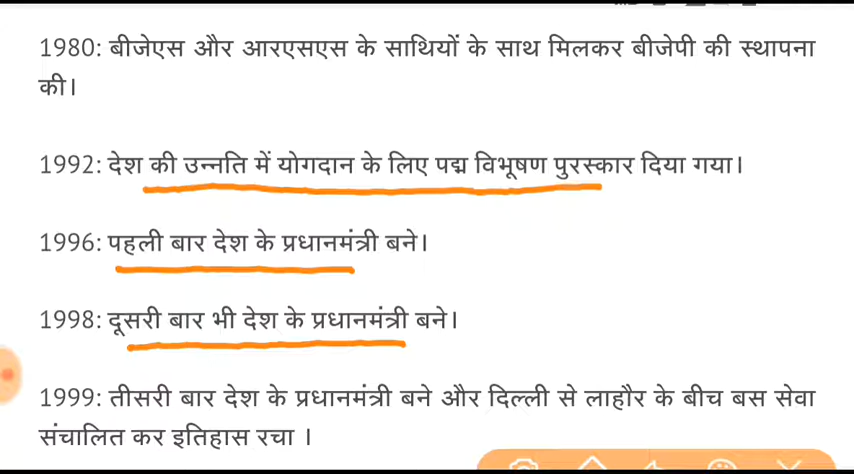 1980: बीजेएस और आरएसएस के साथियों के साथ मिलकर बीजेपी की स्थापना
की।
1992: देश की उन्नति में योगदान के लिए पद्म विभूषण पुरस्कार दिया गया।
1996: पहली बार देश के प्रधानमंत्री बने।
1998: दूसरी बार भी देश के प्रधानमंत्री बने।
1999: तीसरी बार देश के प्रधानमंत्री बने और दिल्ली से लाहौर के बीच बस सेवा
संचालित कर इतिहास रचा ।